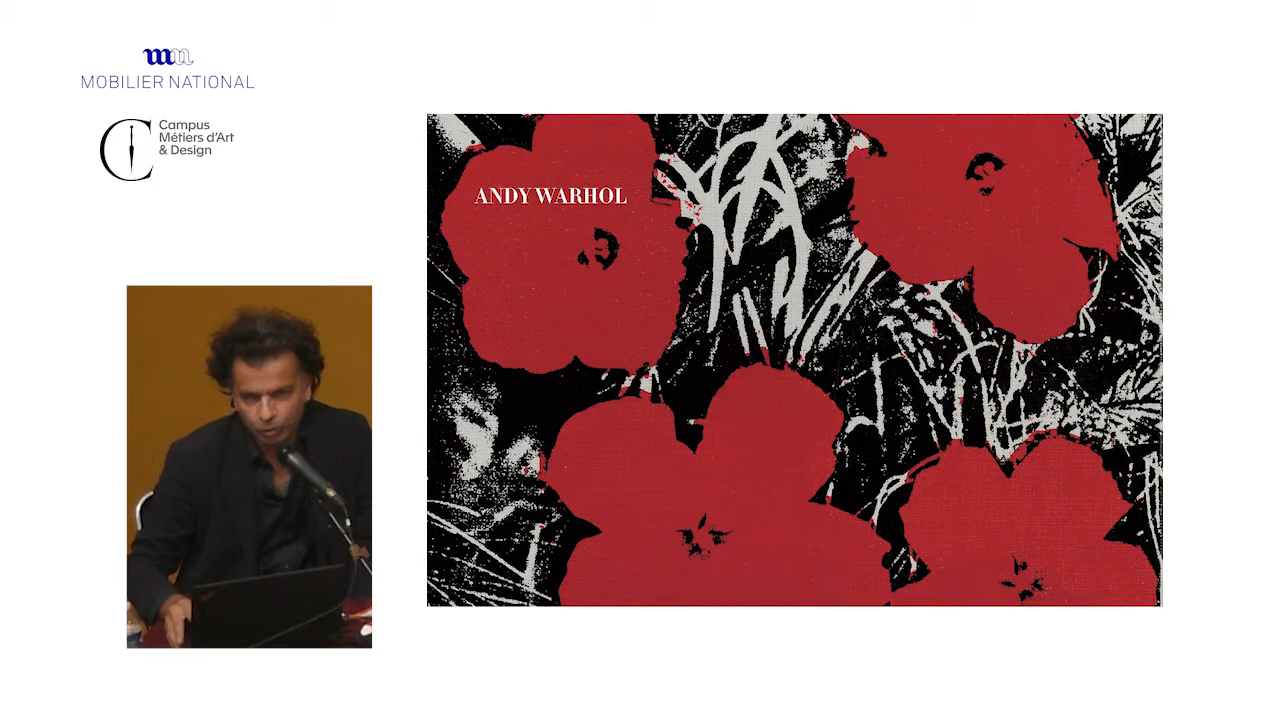 MOBILIER NATIONAL
Campus
Métiers d'Art
& Design
ANDY WARHOL